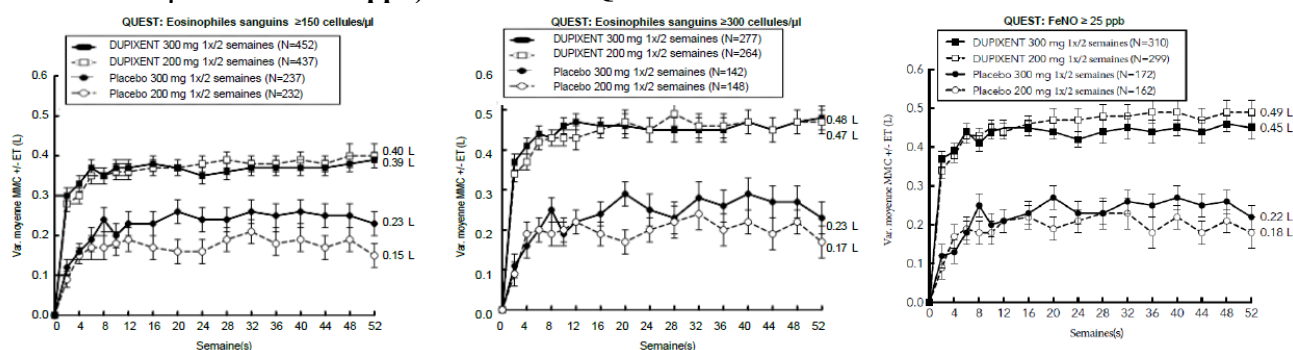 QUEST: Eosinophiles sanguins ≥150 cellules/µl
DUPIXENT 300 mg 1x/2 semaines (N=452)
DUPIXENT 200 mg 1x/2 semaines (N=437)
Placebo 300 mg 1x/2 semaines (N=237)
Placebo 200 mg 1x/2 semaines (N=232)
Var. moyenne MMC +/- ET (L)
0.6
0.5
0.4
0.3
0.2
0.1
0.0
0.40 L
0.39 L
0.23 L
0.15 L
0 4 6 8 12 16 20 24 28 32 36 40 44 48 52
Semaine(s)
QUEST: Eosinophiles sanguins ≥300 cellules/µl
DUPIXENT 300 mg 1x/2 semaines (N=277)
DUPIXENT 200 mg 1x/2 semaines (N=264)
Placebo 300 mg 1x/2 semaines (N=142)
Placebo 200 mg 1x/2 semaines (N=148)
Var. moyenne MMC +/- ET (L)
0.6
0.5
0.4
0.3
0.2
0.1
0.0
0.48 L
0.47 L
0.23 L
0.17 L
0 4 8 12 16 20 24 28 32 36 40 44 48 52
Semaine(s)
QUEST: FeNO ≥ 25 ppb
DUPIXENT 300 mg 1x/2 semaines (N=310)
DUPIXENT 200 mg 1x/2 semaines (N=299)
Placebo 300 mg 1x/2 semaines (N=172)
Placebo 200 mg 1x/2 semaines (N=162)
Var. moyenne MMC +/- ET (L)
0.6
0.5
0.4
0.3
0.2
0.1
0.0
0.49 L
0.45 L
0.22 L
0.18 L
0 4 8 12 16 20 24 28 32 36 40 44 48 52
Semaines(s)